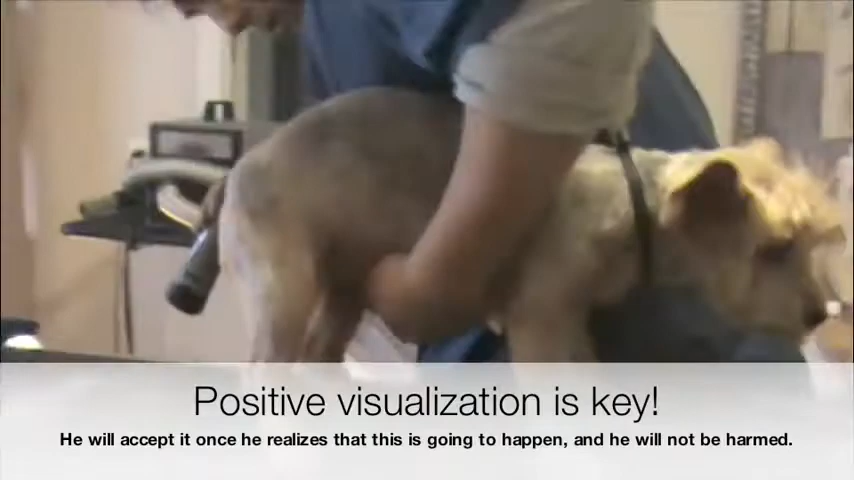 Positive visualization is key!
He will accept it once he realizes that this is going to happen, and he will not be harmed.